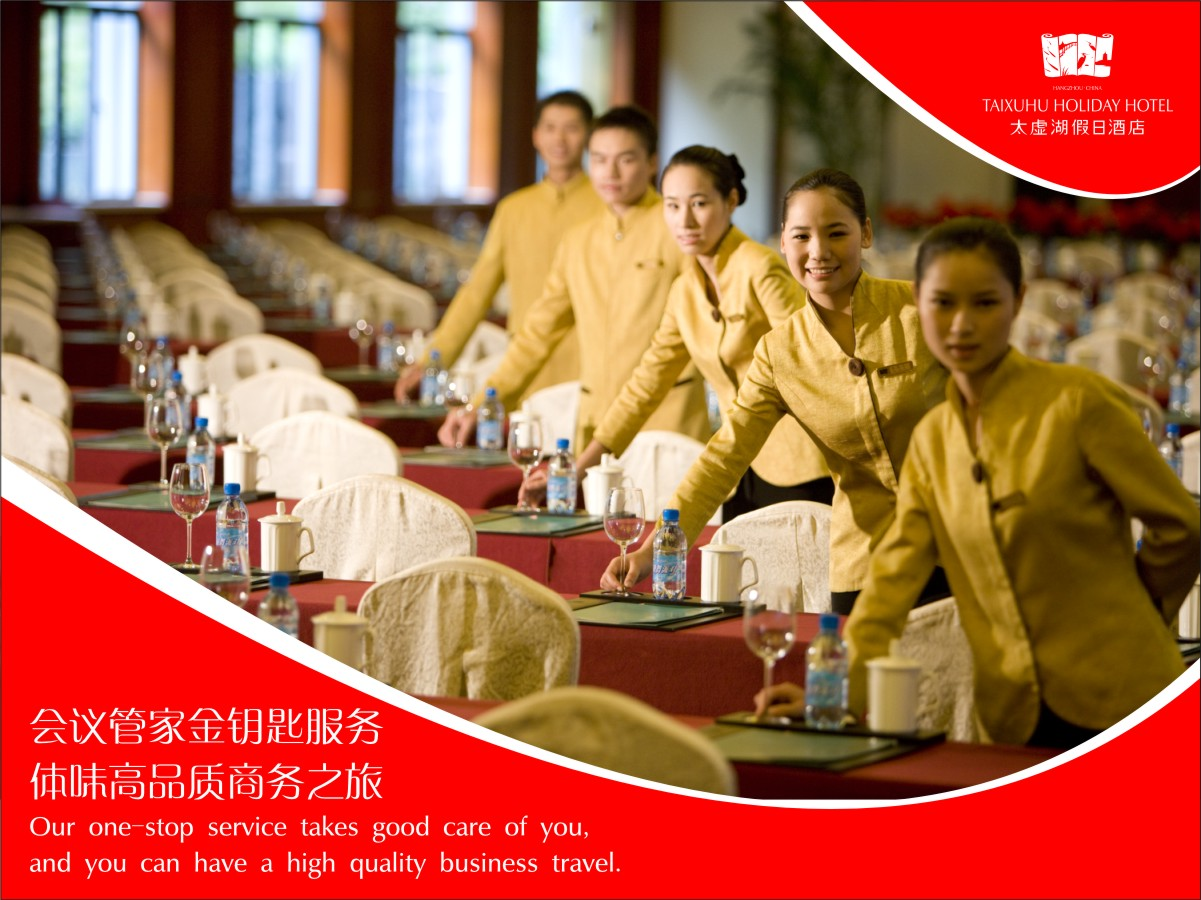 HANGZHOU·CHINA
TAIXUHU HOLIDAY HOTEL
太虚湖假日酒店
会议管家金钥匙服务
体味高品质商务之旅
Our one-stop service takes good care of you,
and you can have a high quality business travel.